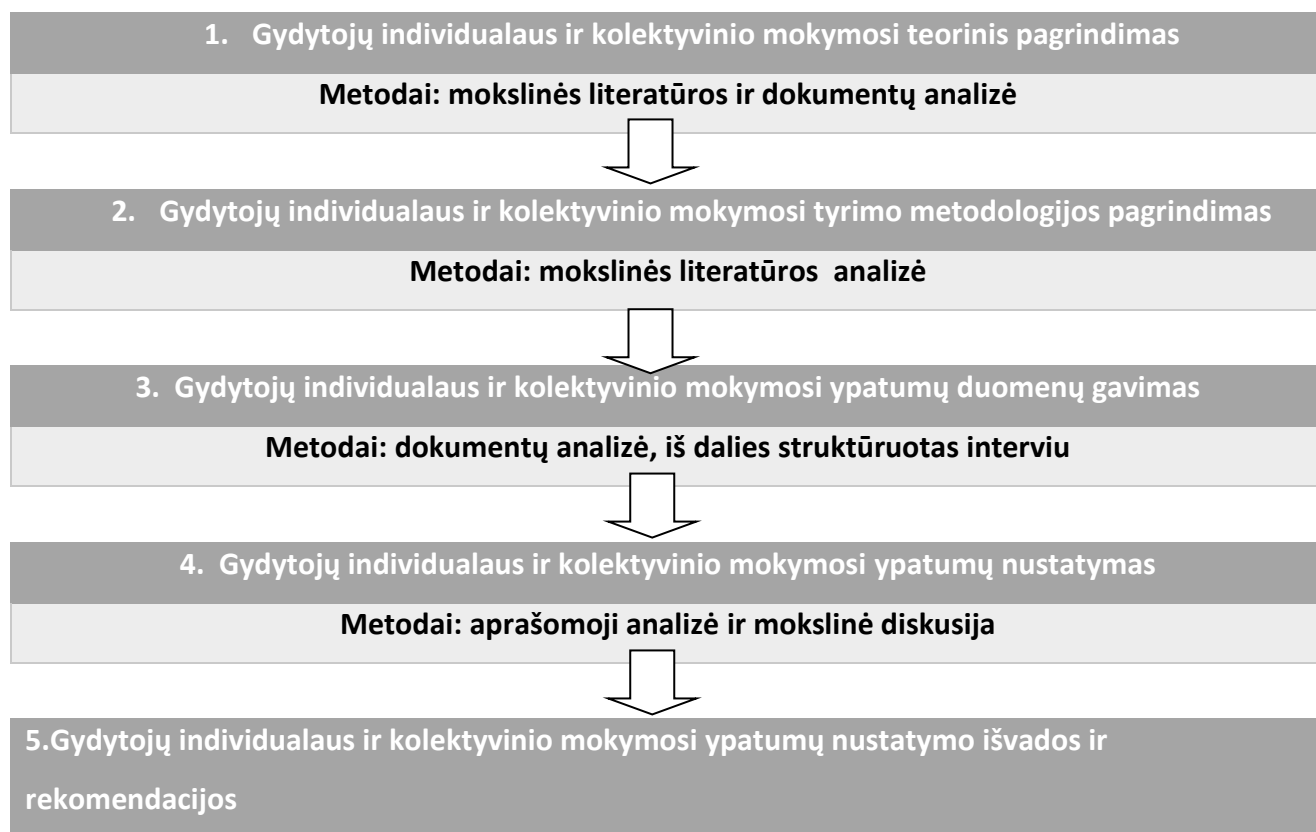 1. Gydytojų individualaus ir kolektyvinio mokymosi teorinis pagrindimas
Metodai: mokslinės literatūros ir dokumentų analizė
2. Gydytojų individualaus ir kolektyvinio mokymosi tyrimo metodologijos pagrindimas
Metodai: mokslinės literatūros analizė
3. Gydytojų individualaus ir kolektyvinio mokymosi ypatumų duomenų gavimas
Metodai: dokumentų analizė, iš dalies struktūruotas interviu
4. Gydytojų individualaus ir kolektyvinio mokymosi ypatumų nustatymas
Metodai: aprašomoji analizė ir mokslinė diskusija
5.Gydytojų individualaus ir kolektyvinio mokymosi ypatumų nustatymo išvados ir
rekomendacijos